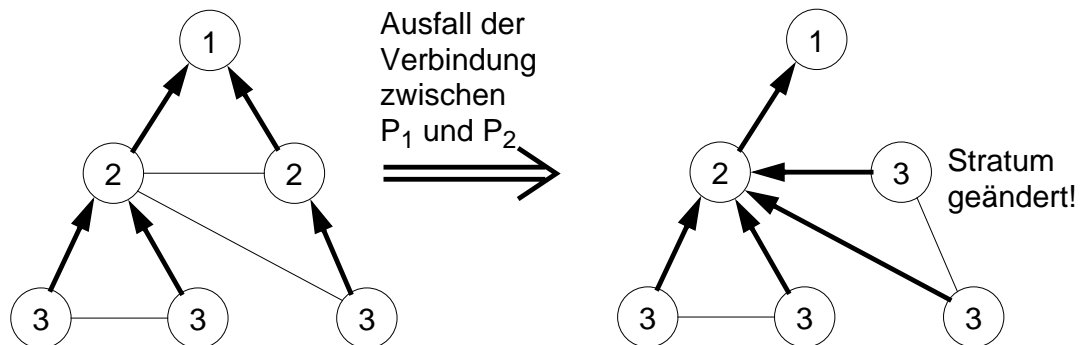 1
2
2
3
3
3
Ausfall der
Verbindung
zwischen
P1 und P2
1
2
3
Stratum
geändert!
3
3
3